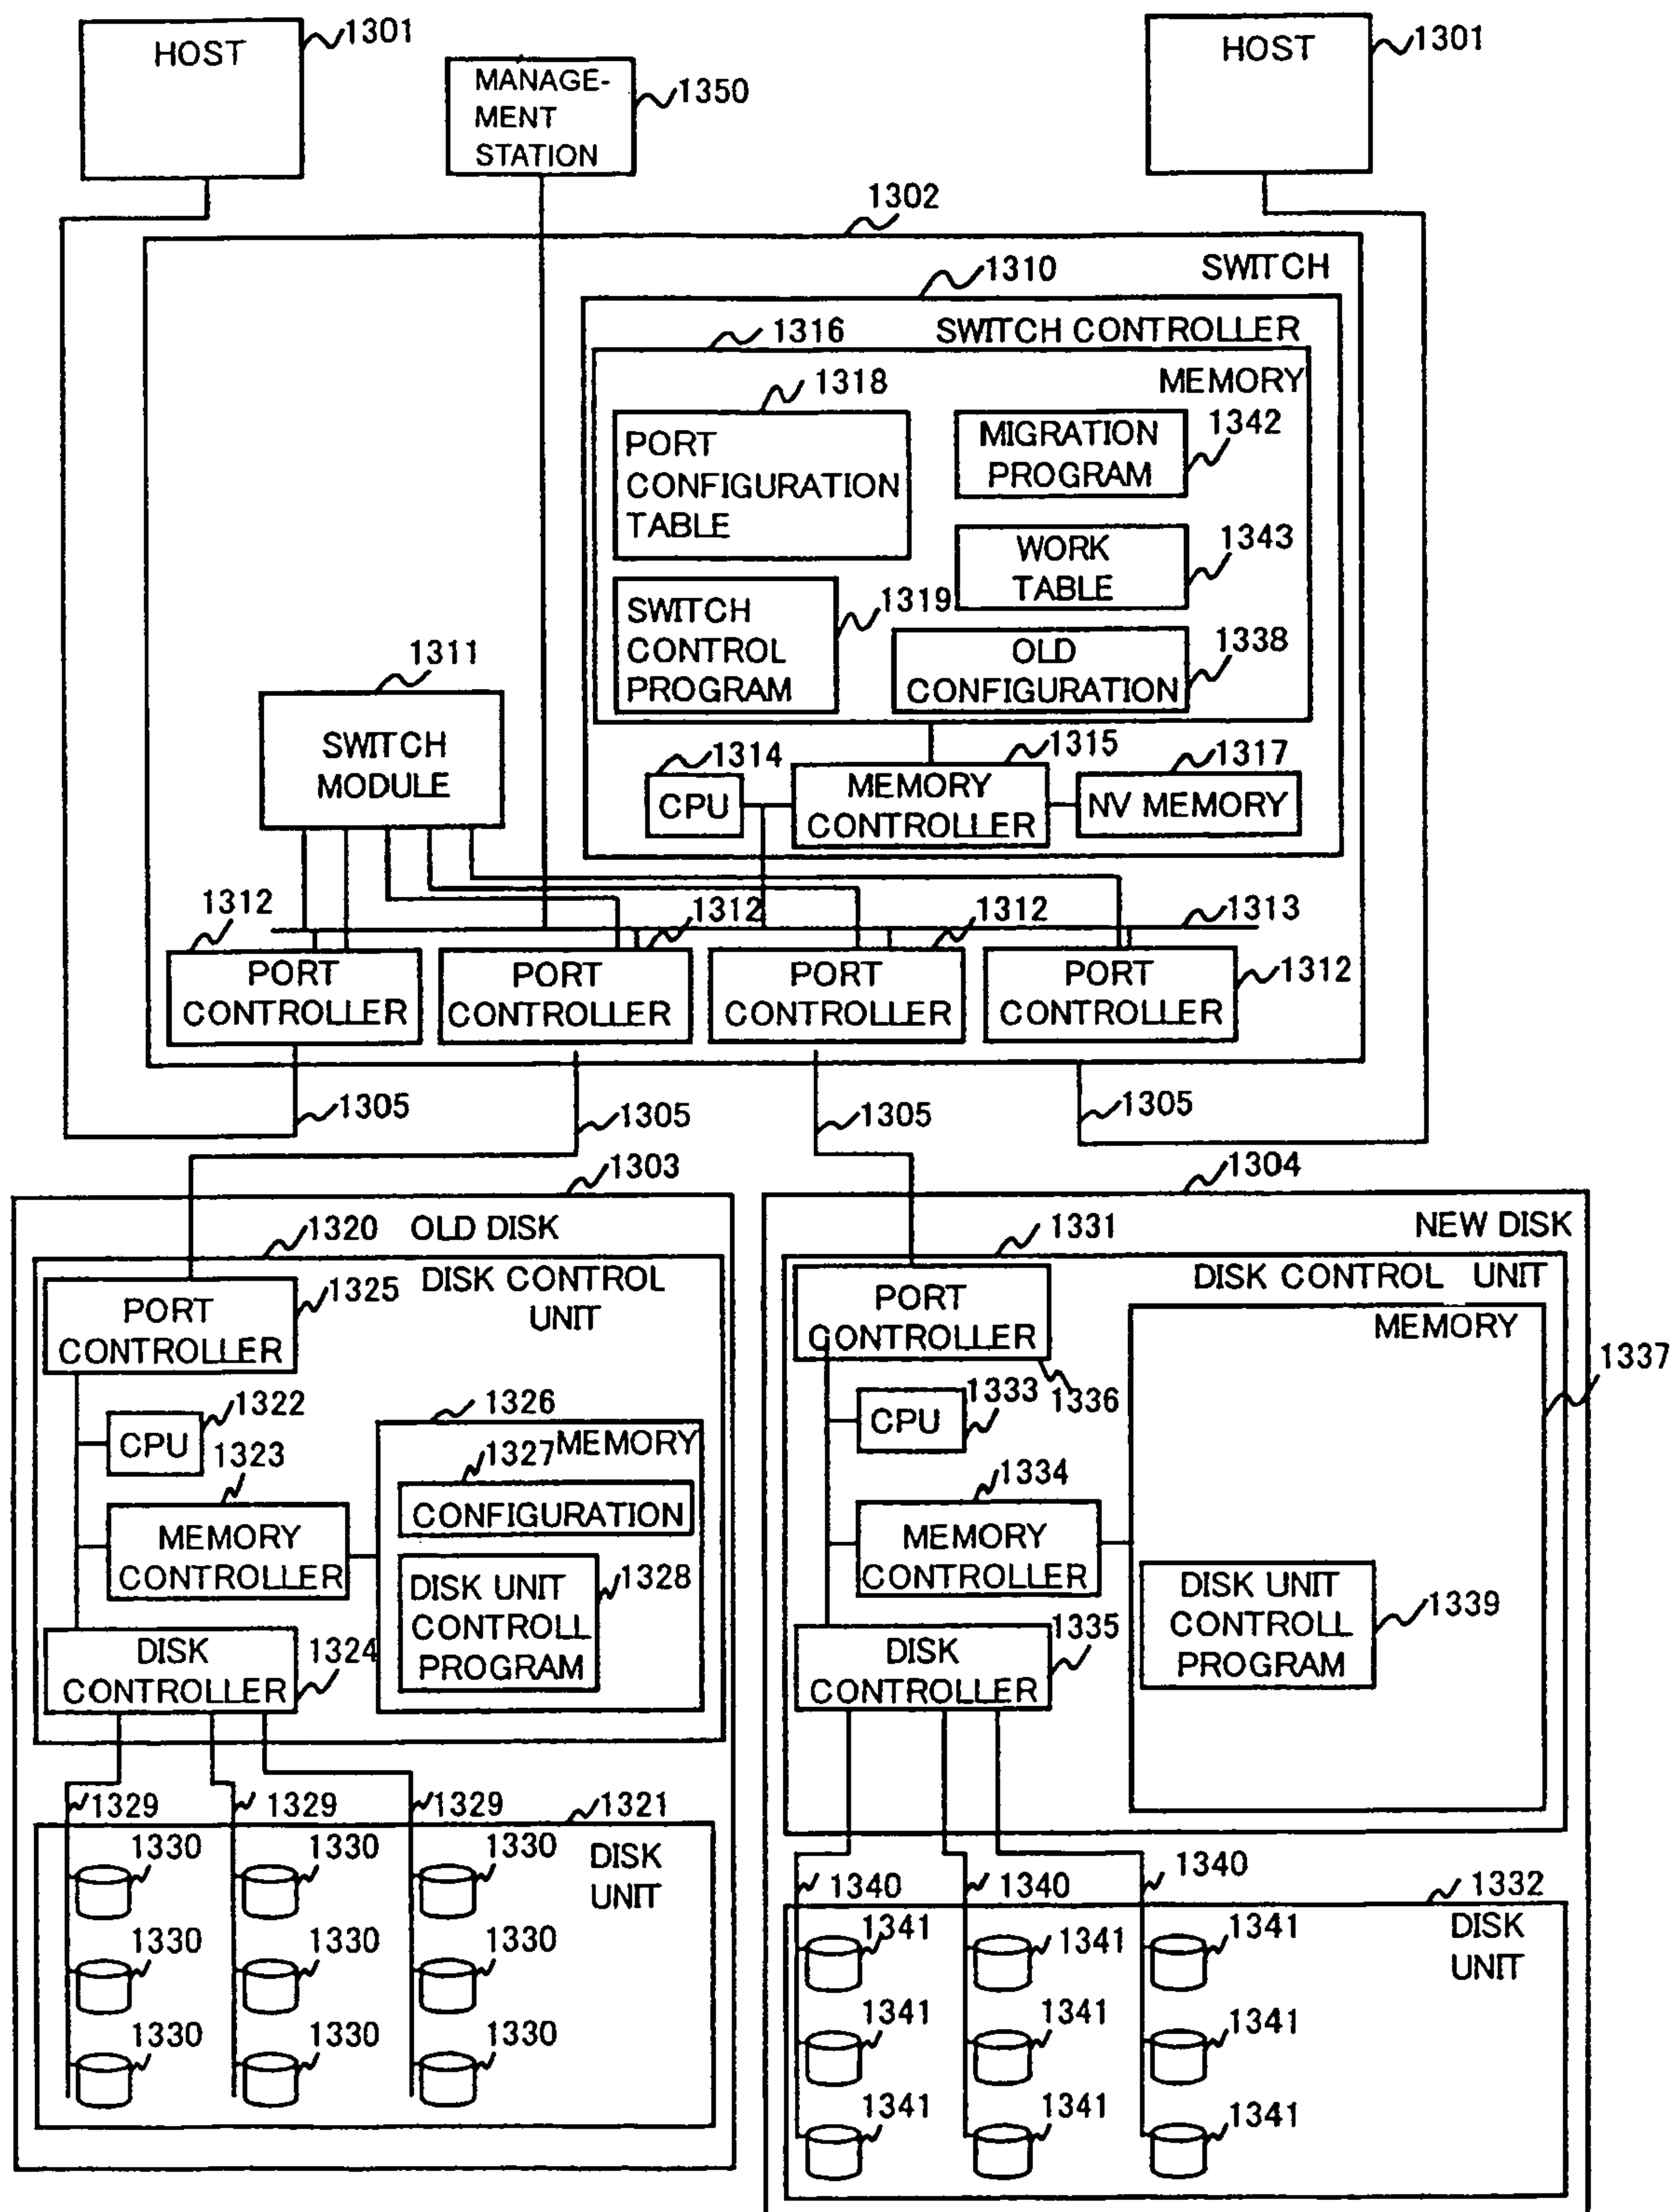 HOST
1301
MANAGE-
MENT
STATION
1350
HOST
1301
1302
SWITCH
1310
SWITCH CONTROLLER
1316
MEMORY
1318
PORT
CONFIGURATION
TABLE
MIGRATION
PROGRAM
1342
WORK
TABLE
1343
SWITCH
CONTROL
PROGRAM
1319
OLD
CONFIGURATION
1338
1311
SWITCH
MODULE
1314
CPU
1315
MEMORY
CONTROLLER
1317
NV MEMORY
1312
1312
1312
1313
PORT
CONTROLLER
PORT
CONTROLLER
PORT
CONTROLLER
PORT
CONTROLLER
1312
1305
1305
1305
1305
1303
OLD DISK
1320
DISK CONTROL
UNIT
PORT
CONTROLLER
1325
1322
CPU
1323
MEMORY
CONTROLLER
1326
MEMORY
1327
CONFIGURATION
DISK UNIT
CONTROLL
PROGRAM
1328
DISK
CONTROLLER
1324
1329
1329
1329
1321
DISK
UNIT
1330
1330
1330
1330
1330
1330
1330
1330
1330
1304
NEW DISK
1331
DISK CONTROL UNIT
PORT
CONTROLLER
1336
MEMORY
1337
CPU
1333
1334
MEMORY
CONTROLLER
DISK UNIT
CONTROLL
PROGRAM
1339
DISK
CONTROLLER
1335
1340
1340
1340
1332
DISK
UNIT
1341
1341
1341
1341
1341
1341
1341
1341
1341